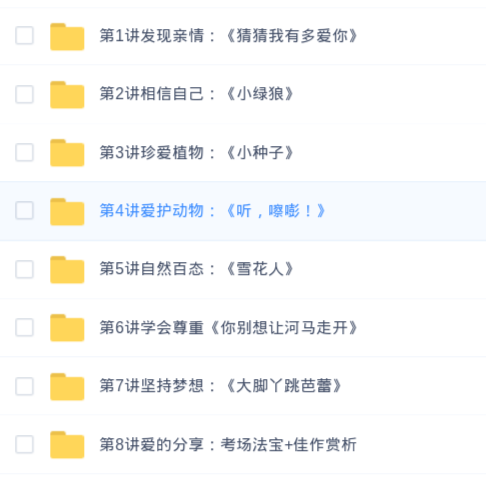 第1讲发现亲情：《猜猜我有多爱你》
第2讲相信自己：《小绿狼》
第3讲珍爱植物：《小种子》
第4讲爱护动物：《听，嚓嘭！》
第5讲自然百态：《雪花人》
第6讲学会尊重《你别想让河马走开》
第7讲坚持梦想：《大脚丫跳芭蕾》
第8讲爱的分享：考场法宝+佳作赏析